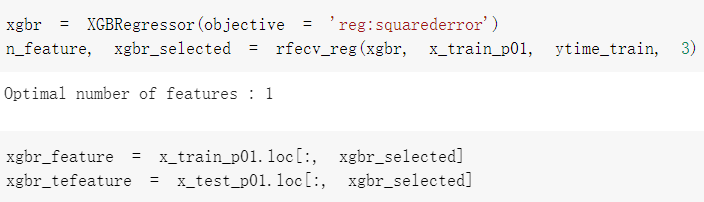 xgbr = XGBRegressor(objective = 'reg:squarederror')
n_feature, xgbr_selected = rfecv_reg(xgbr, x_train_p01, ytime_train, 3)
Optimal number of features : 1
xgbr_feature = x_train_p01.loc[:, xgbr_selected]
xgbr_tefeature = x_test_p01.loc[:, xgbr_selected]